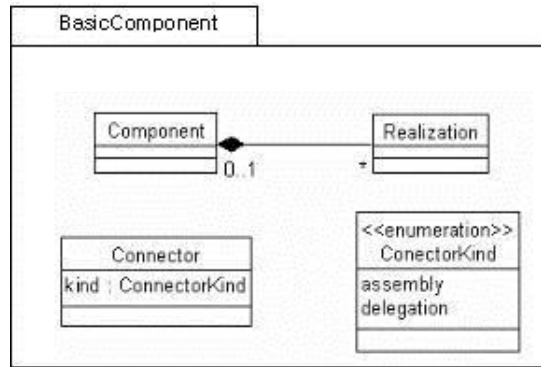 BasicComponent
Component
Realization
0..1
*
Connector
kind : ConnectorKind
<<enumeration>>
ConectorKind
assembly
delegation